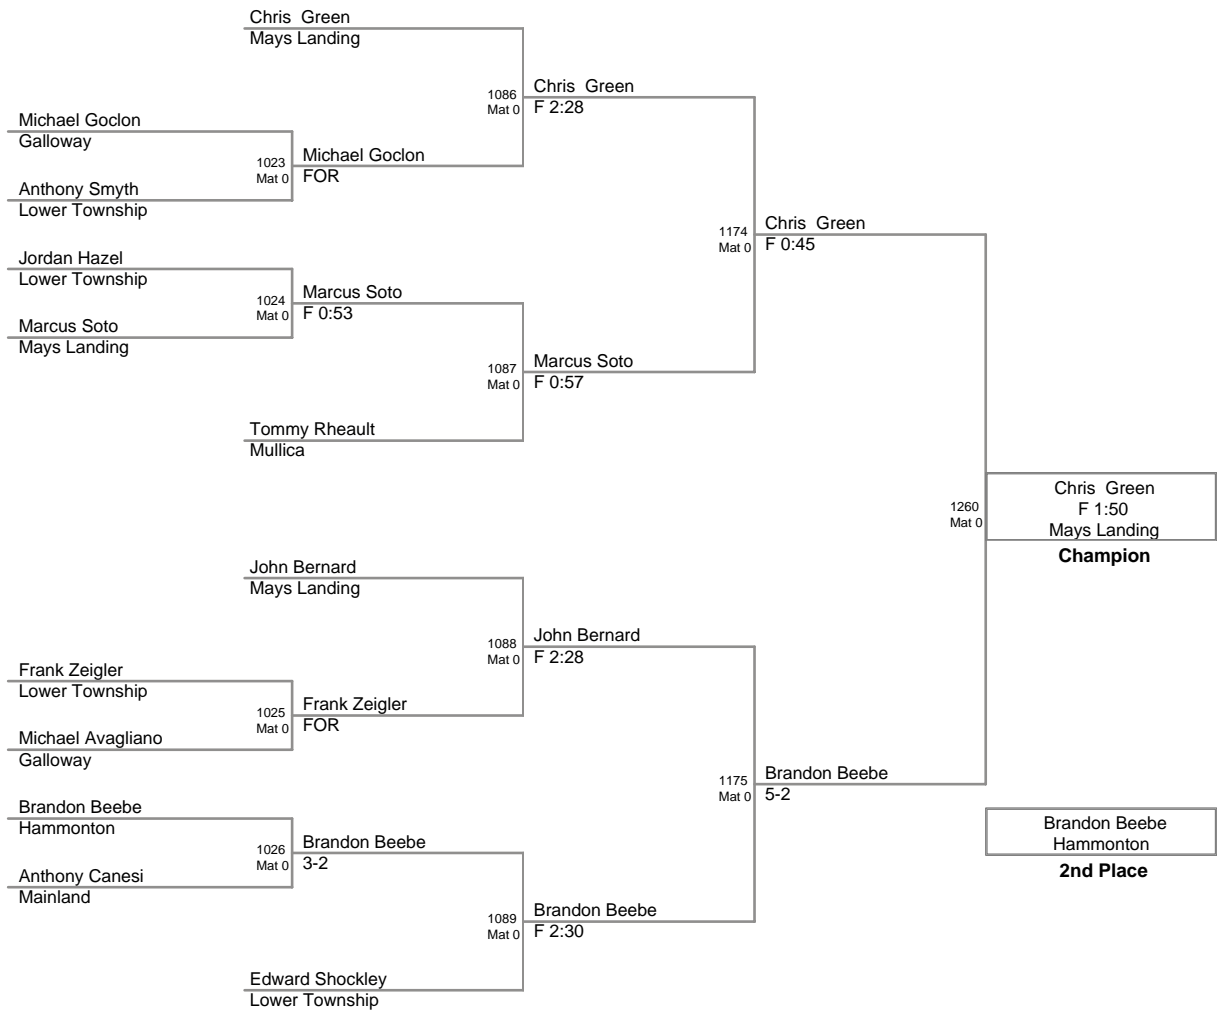 Chris  Green
Mays Landing
1086
Mat 0
Chris  Green
F 2:28
Michael Goclon
Galloway
1023
Mat 0
Michael Goclon
FOR
Anthony Smyth
Lower Township
1174
Mat 0
Chris  Green
F 0:45
Jordan Hazel
Lower Township
1024
Mat 0
Marcus Soto
F 0:53
Marcus Soto
Mays Landing
1087
Mat 0
Marcus Soto
F 0:57
Tommy Rheault
Mullica
1260
Mat 0
Chris  Green
F 1:50
Mays Landing
Champion
John Bernard
Mays Landing
1088
Mat 0
John Bernard
F 2:28
Frank Zeigler
Lower Township
1025
Mat 0
Frank Zeigler
FOR
Michael Avagliano
Galloway
1175
Mat 0
Brandon Beebe
5-2
Brandon Beebe
Hammonton
1026
Mat 0
Brandon Beebe
3-2
Anthony Canesi
Mainland
Brandon Beebe
Hammonton
2nd Place
1089
Mat 0
Brandon Beebe
F 2:30
Edward Shockley
Lower Township